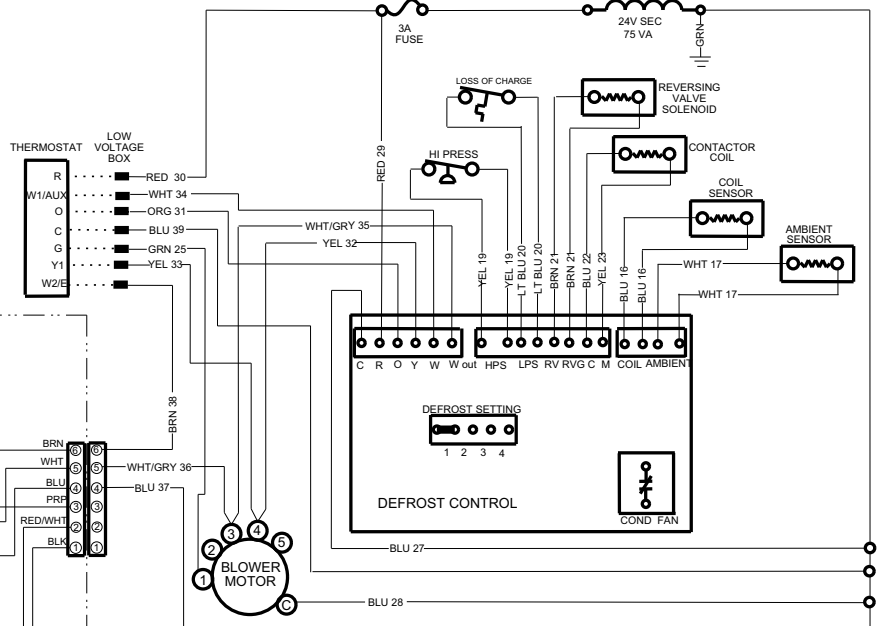 3A
FUSE
24V SEC
75 VA
GRN
LOSS OF CHARGE
REVERSING
VALVE
SOLENOID
LOW
VOLTAGE
BOX
THERMOSTAT
RED 29
HI PRESS
CONTACTOR
COIL
R
RED 30
COIL
SENSOR
W1/AUX
WHT 34
O
ORG 31
C
BLU 39
WHT/GRY 35
AMBIENT
SENSOR
G
GRN 25
YEL 32
Y1
YEL 33
W2/E
YEL 19
YEL 19
LT BLU 20
LT BLU 20
BRN 21
BRN 21
BLU 22
YEL 23
BLU 16
BLU 16
WHT 17
WHT 17
C R O Y W W out HPS LPS RV RVG C M COIL AMBIENT
BRN 38
DEFROST SETTING
1 2 3 4
BRN 6 6
WHT 5 5 WHT/GRY 36
BLU 4 4 BLU 37
PRP 3 3
RED/WHT 2 2
BLK 1 1
DEFROST CONTROL
COND FAN
3 4
2 5
BLU 27
BLOWER
MOTOR
1
C
BLU 28